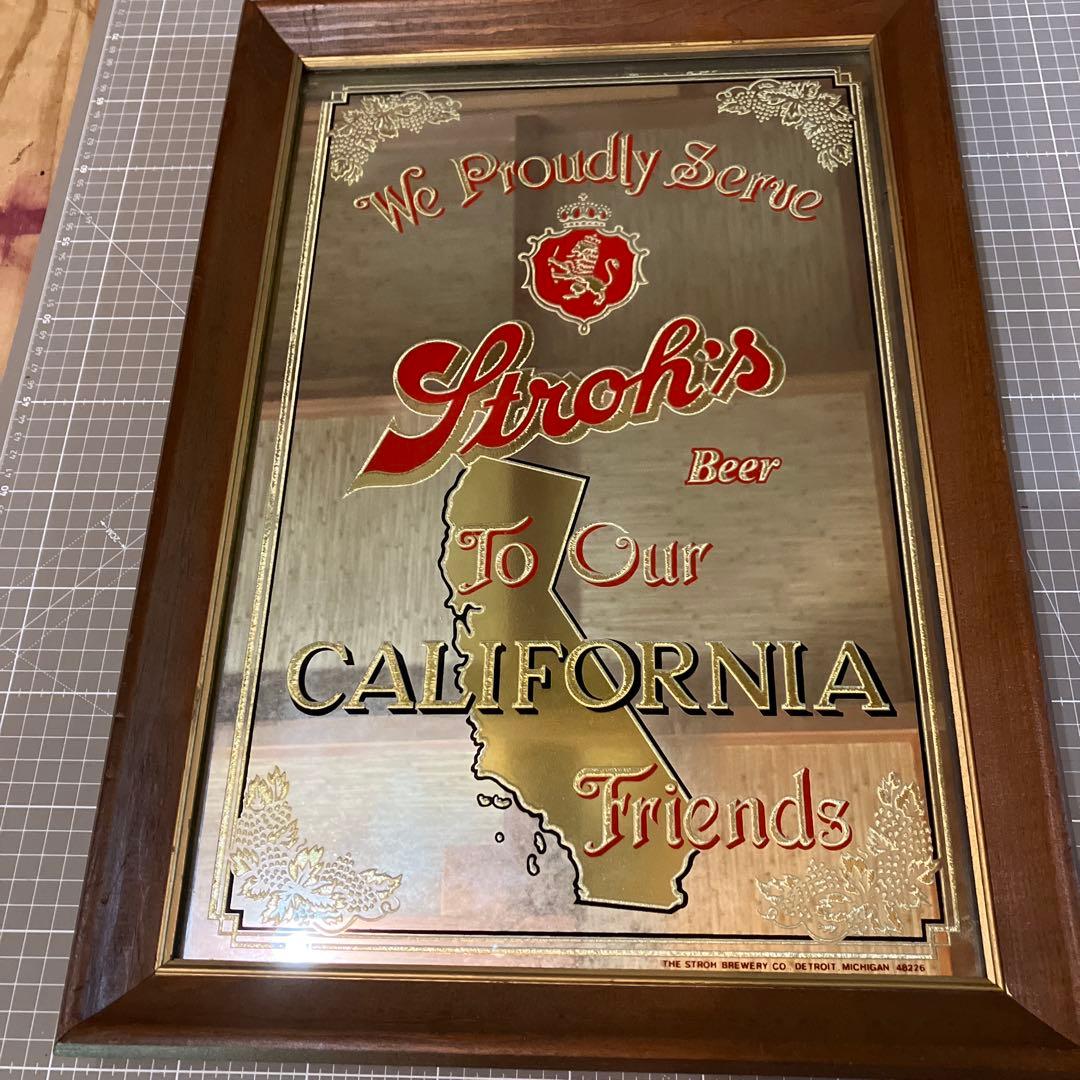 We Proudly Serve
Stroh's
Beer
To Our
CALIFORNIA
Friends
THE STROH BREWERY CO. DETROIT, MICHIGAN 48226